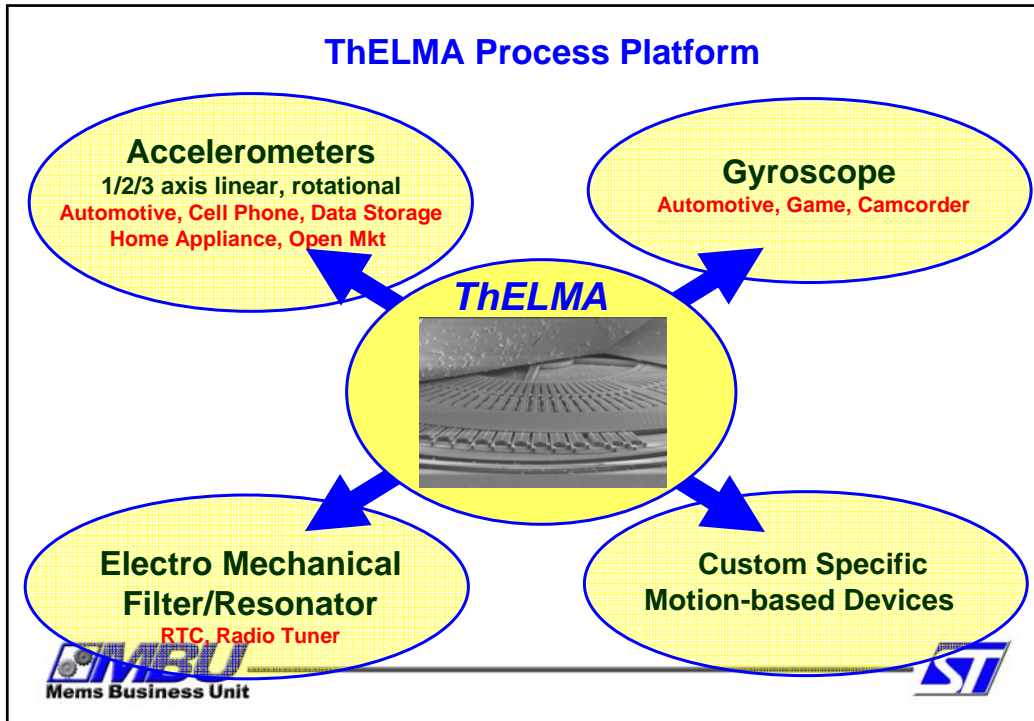 ThELMA Process Platform
Accelerometers
1/2/3 axis linear, rotational
Automotive, Cell Phone, Data Storage
Home Appliance, Open Mkt
Gyroscope
Automotive, Game, Camcorder
ThELMA
Electro Mechanical
Filter/Resonator
RTC, Radio Tuner
Custom Specific
Motion-based Devices
MBU
Mems Business Unit
ST